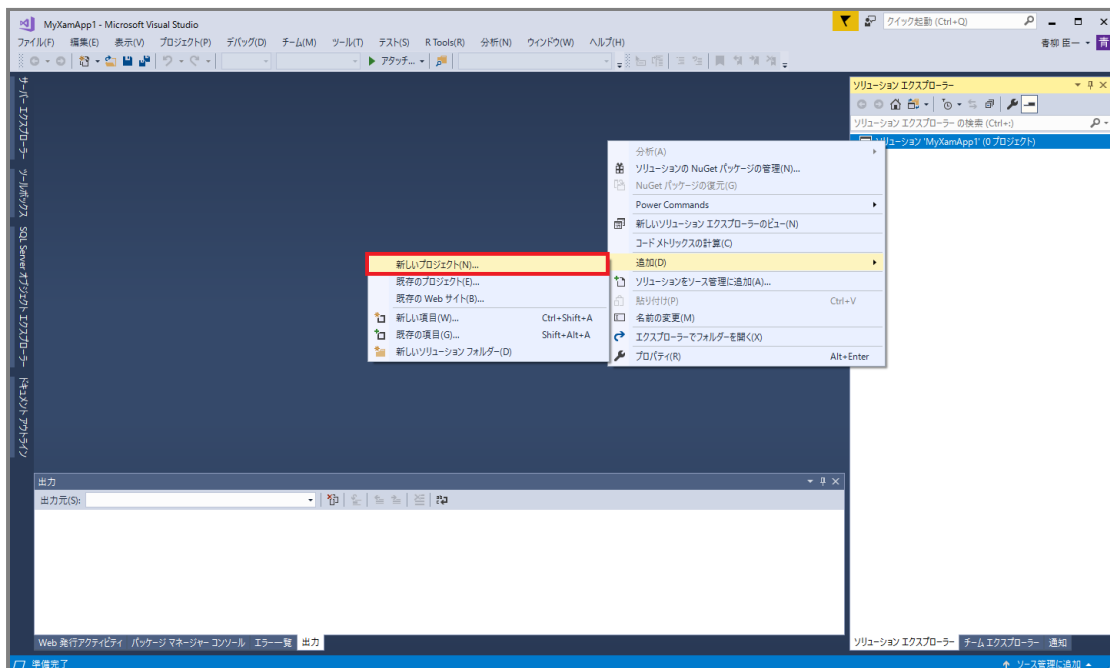 MyXamApp1 - Microsoft Visual Studio
クイック起動 (Ctrl+Q)
ファイル(F) 編集(E) 表示(V) プロジェクト(P) デバッグ(D) チーム(M) ツール(T) テスト(S) R Tools(R) 分析(N) ウィンドウ(W) ヘルプ(H)
青柳 臣一
青
アタッチ...
サーバー エクスプローラー
ツールボックス
SQL Server オブジェクト エクスプローラー
ドキュメント アウトライン
ソリューション エクスプローラー
ソリューション エクスプローラー の検索 (Ctrl+:)
ソリューション 'MyXamApp1' (0 プロジェクト)
分析(A)
ソリューションの NuGet パッケージの管理(N)...
NuGet パッケージの復元(G)
Power Commands
新しいソリューション エクスプローラーのビュー(N)
コード メトリックスの計算(C)
追加(D)
ソリューションをソース管理に追加(A)...
貼り付け(P) Ctrl+V
名前の変更(M)
エクスプローラーでフォルダーを開く(X)
プロパティ(R) Alt+Enter
新しいプロジェクト(N)...
既存のプロジェクト(E)...
既存の Web サイト(B)...
新しい項目(W)... Ctrl+Shift+A
既存の項目(G)... Shift+Alt+A
新しいソリューション フォルダー(D)
出力
出力元(S):
Web 発行アクティビティ パッケージ マネージャー コンソール エラー一覧 出力
ソリューション エクスプローラー チーム エクスプローラー 通知
準備完了
ソース管理に追加